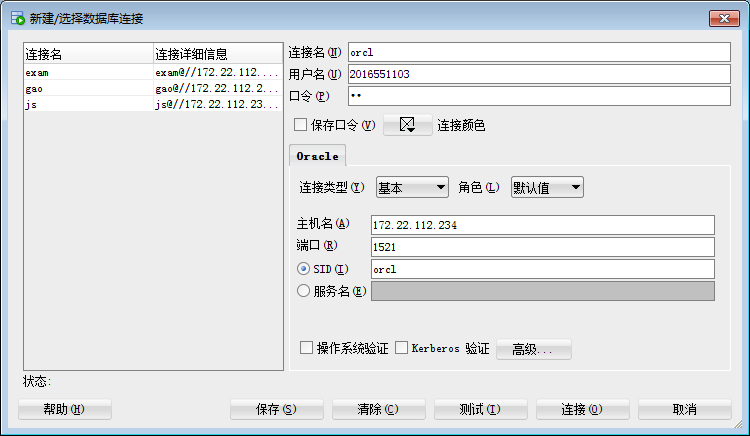 新建/选择数据库连接
连接名 连接详细信息
exam exam@//172.22.112....
gao gao@//172.22.112.2...
js js@//172.22.112.23...
连接名(N) orcl
用户名(U) 2016551103
口令(P) ••
保存口令(V) 连接颜色
Oracle
连接类型(Y) 基本 角色(L) 默认值
主机名(A) 172.22.112.234
端口(R) 1521
SID(I) orcl
服务名(E)
操作系统验证 Kerberos 验证 高级...
状态:
帮助(H) 保存(S) 清除(C) 测试(T) 连接(O) 取消